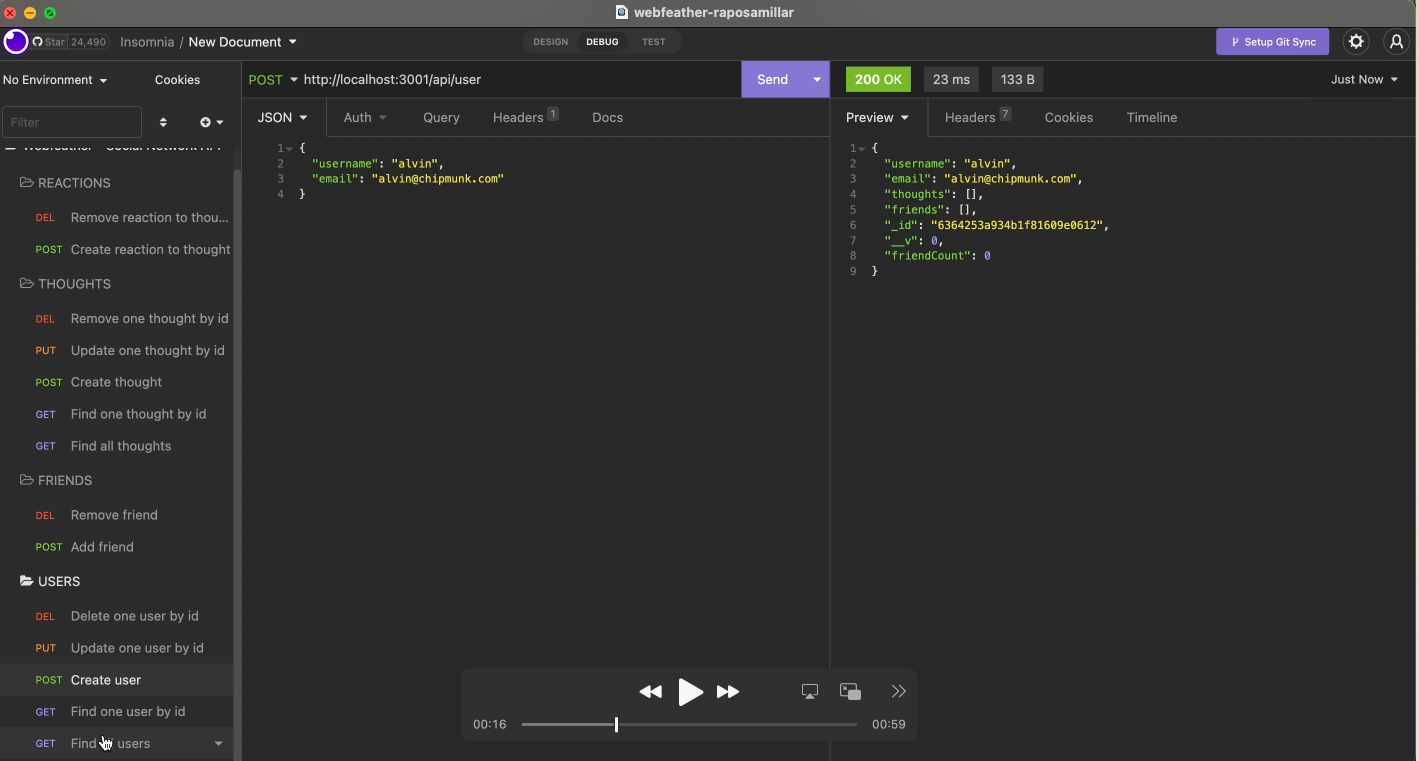 webfeather-raposamillar
Star 24,490 Insomnia / New Document
DESIGN DEBUG TEST
Setup Git Sync
No Environment Cookies
POST http://localhost:3001/api/user Send
200 OK 23 ms 133 B Just Now
Filter
JSON Auth Query Headers 1 Docs
Preview Headers 7 Cookies Timeline
REACTIONS
DEL Remove reaction to thou...
POST Create reaction to thought
THOUGHTS
DEL Remove one thought by id
PUT Update one thought by id
POST Create thought
GET Find one thought by id
GET Find all thoughts
FRIENDS
DEL Remove friend
POST Add friend
USERS
DEL Delete one user by id
PUT Update one user by id
POST Create user
GET Find one user by id
GET Find users
1 {
2 "username": "alvin",
3 "email": "alvin@chipmunk.com"
4 }
1 {
2 "username": "alvin",
3 "email": "alvin@chipmunk.com",
4 "thoughts": [],
5 "friends": [],
6 "_id": "6364253a934b1f81609e0612",
7 "__v": 0,
8 "friendCount": 0
9 }
00:16 00:59